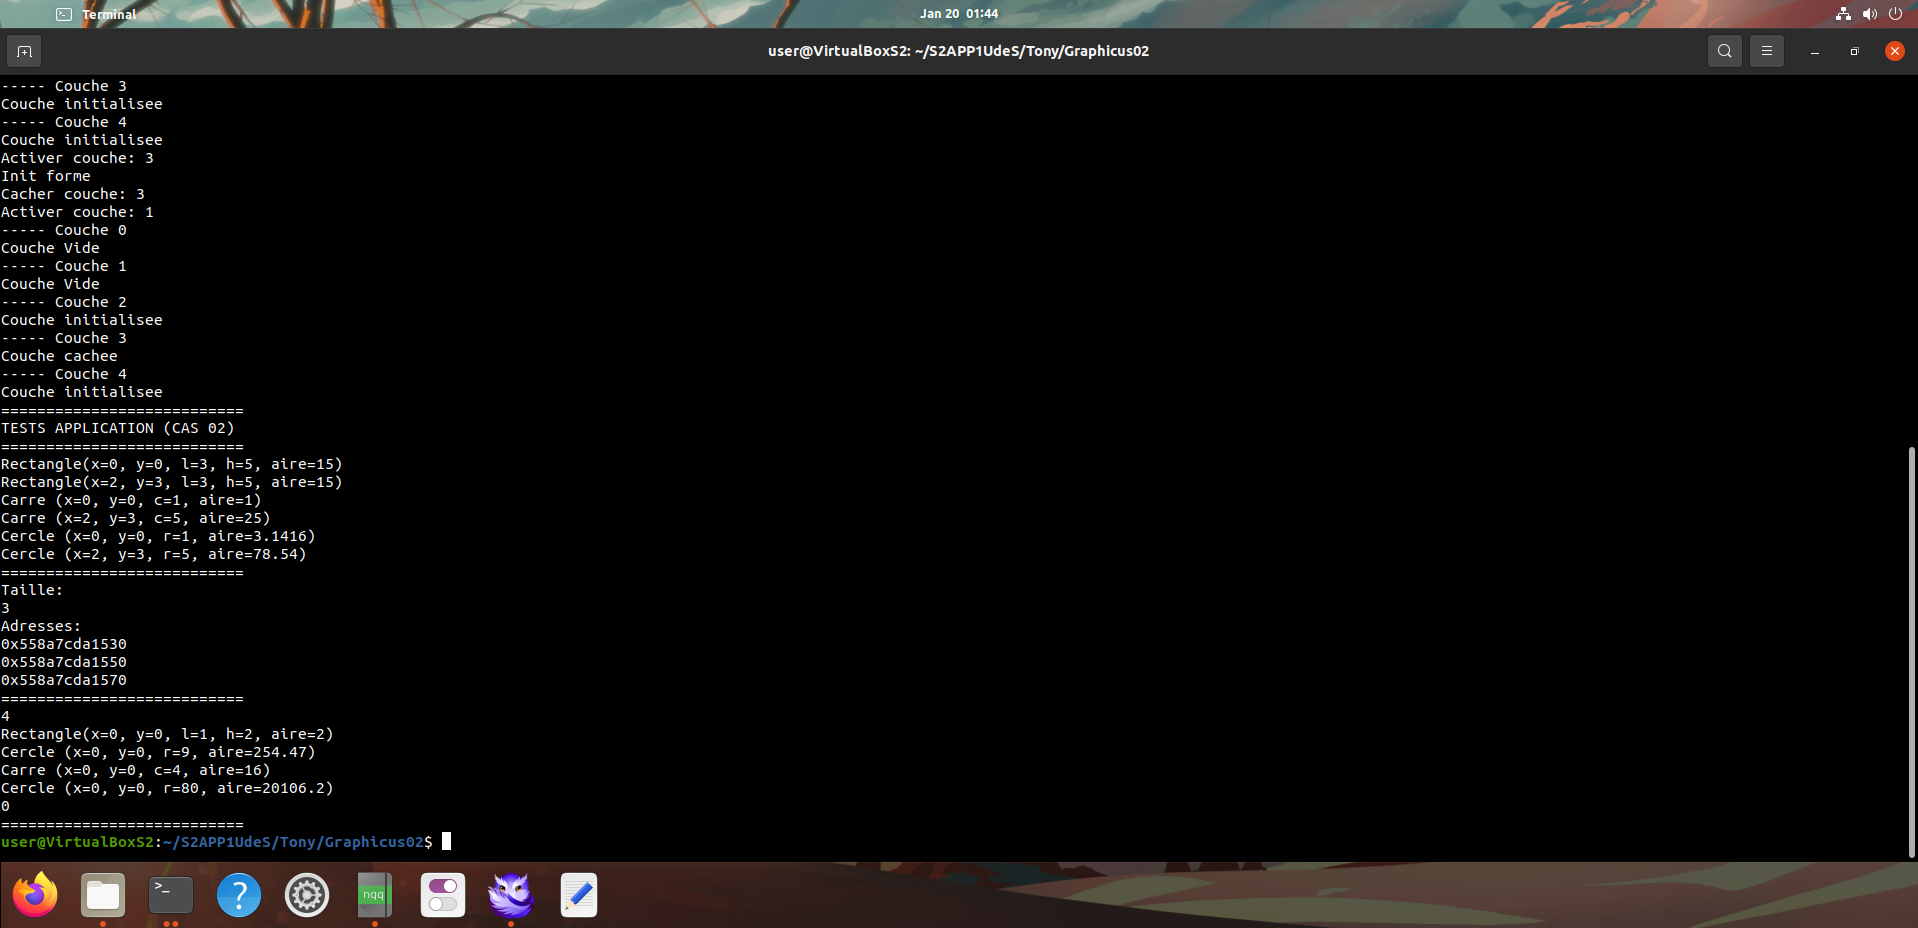 Terminal
Jan 20 01:44
user@VirtualBoxS2: ~/S2APP1UdeS/Tony/Graphicus02
----- Couche 3
Couche initialisee
----- Couche 4
Couche initialisee
Activer couche: 3
Init forme
Cacher couche: 3
Activer couche: 1
----- Couche 0
Couche Vide
----- Couche 1
Couche Vide
----- Couche 2
Couche initialisee
----- Couche 3
Couche cachee
----- Couche 4
Couche initialisee
===========================
TESTS APPLICATION (CAS 02)
===========================
Rectangle(x=0, y=0, l=3, h=5, aire=15)
Rectangle(x=2, y=3, l=3, h=5, aire=15)
Carre (x=0, y=0, c=1, aire=1)
Carre (x=2, y=3, c=5, aire=25)
Cercle (x=0, y=0, r=1, aire=3.1416)
Cercle (x=2, y=3, r=5, aire=78.54)
===========================
Taille:
3
Adresses:
0x558a7cda1530
0x558a7cda1550
0x558a7cda1570
===========================
4
Rectangle(x=0, y=0, l=1, h=2, aire=2)
Cercle (x=0, y=0, r=9, aire=254.47)
Carre (x=0, y=0, c=4, aire=16)
Cercle (x=0, y=0, r=80, aire=20106.2)
0
===========================
user@VirtualBoxS2:~/S2APP1UdeS/Tony/Graphicus02$
>_ ? nqq